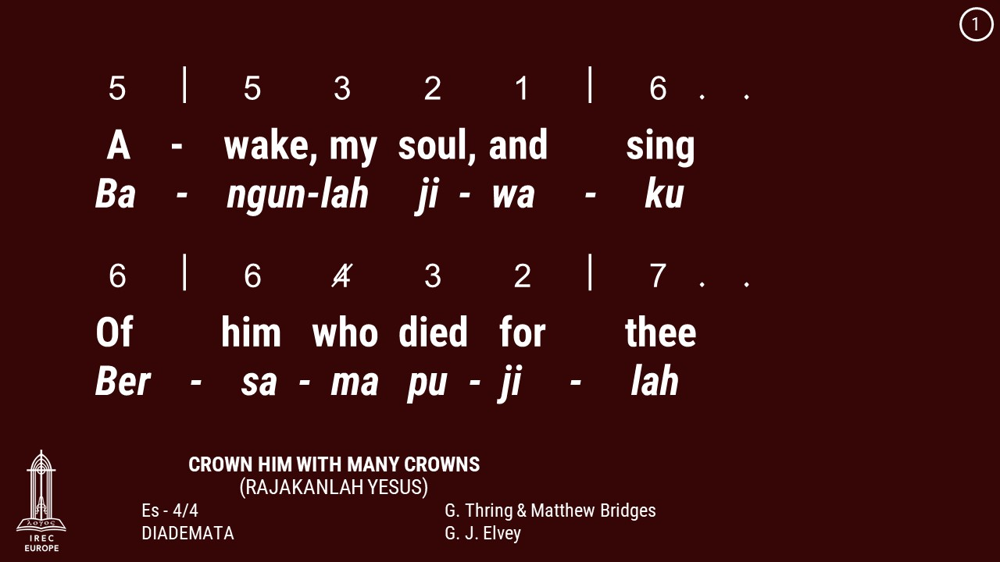 1
5 | 5 3 2 1 | 6 . .
A - wake, my soul, and sing
Ba - ngun-lah ji - wa - ku
6 | 6 4̸ 3 2 | 7 . .
Of him who died for thee
Ber - sa - ma pu - ji - lah
CROWN HIM WITH MANY CROWNS
(RAJAKANLAH YESUS)
Es - 4/4
G. Thring & Matthew Bridges
DIADEMATA
G. J. Elvey
λογος
IREC
EUROPE